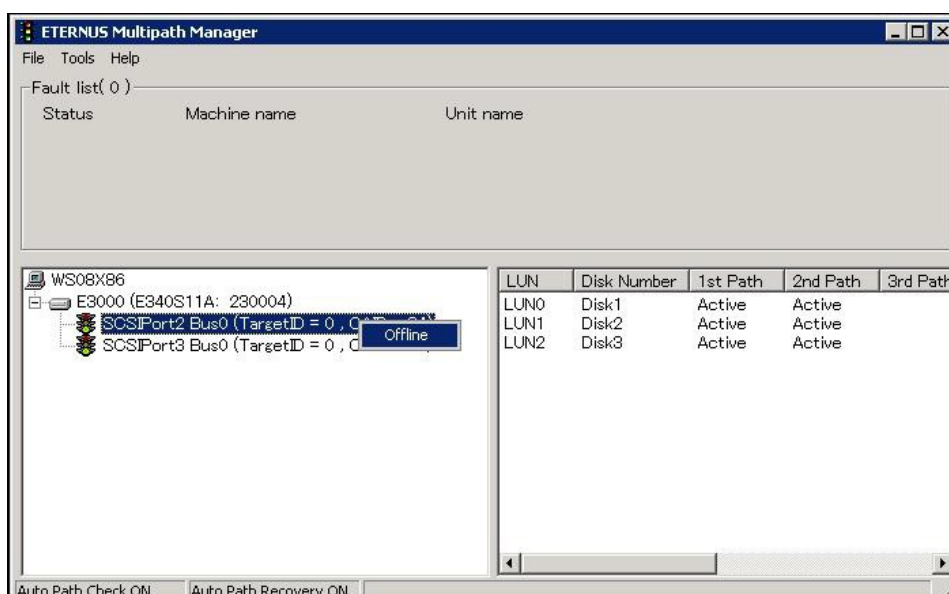 ETERNUS Multipath Manager
File Tools Help
Fault list( 0 )
Status Machine name Unit name
WS08X86
E3000 (E340S11A: 230004)
SCSIPort2 Bus0 (TargetID = 0 , C
Offline
SCSIPort3 Bus0 (TargetID = 0 , C
LUN Disk Number 1st Path 2nd Path 3rd Path
LUN0 Disk1 Active Active
LUN1 Disk2 Active Active
LUN2 Disk3 Active Active
Auto Path Check ON Auto Path Recovery ON